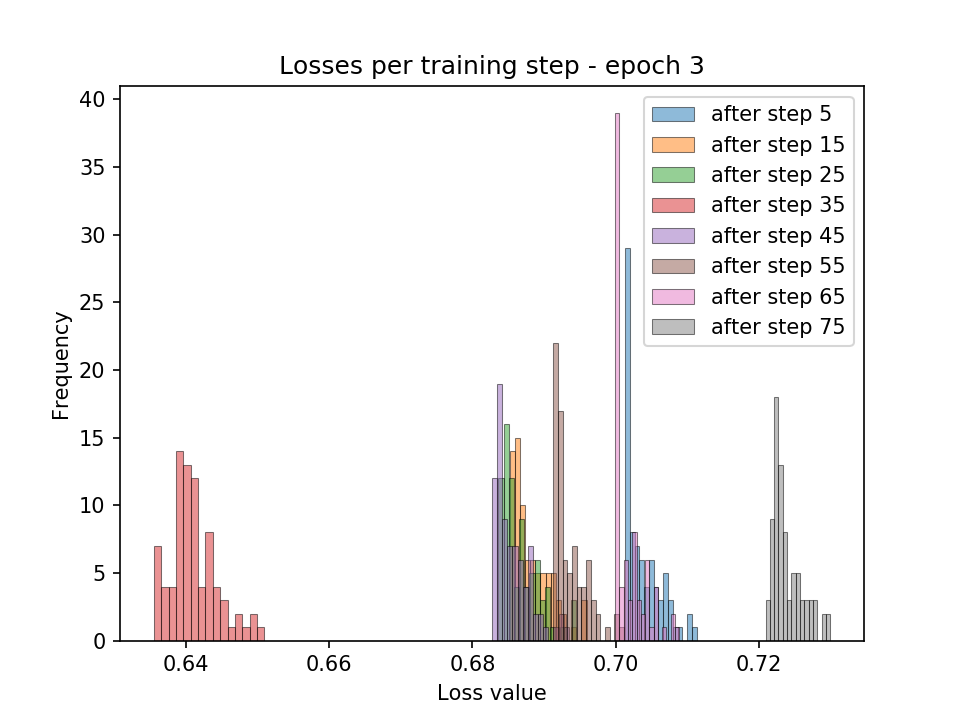 Losses per training step - epoch 3
40
35
30
25
20
15
10
5
0
Frequency
0.64
0.66
0.68
0.70
0.72
Loss value
after step 5
after step 15
after step 25
after step 35
after step 45
after step 55
after step 65
after step 75